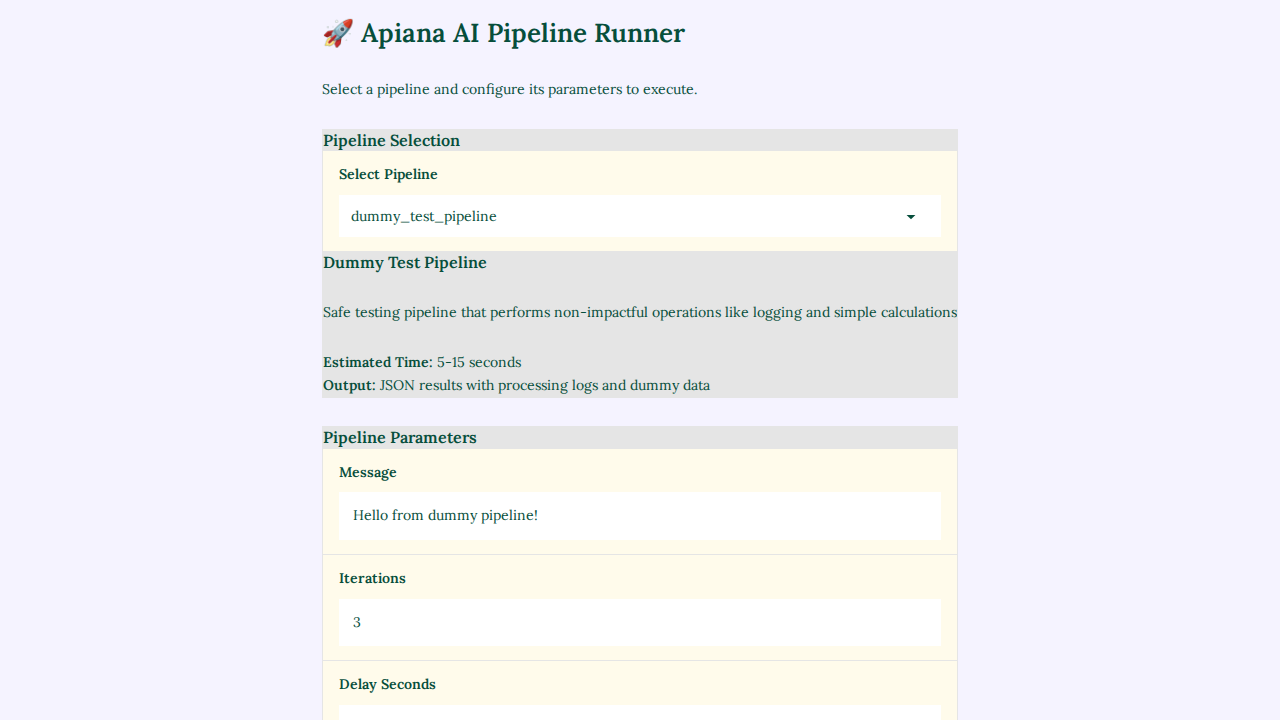 🚀 Apiana AI Pipeline Runner
Select a pipeline and configure its parameters to execute.
Pipeline Selection
Select Pipeline
dummy_test_pipeline
Dummy Test Pipeline
Safe testing pipeline that performs non-impactful operations like logging and simple calculations
Estimated Time: 5-15 seconds
Output: JSON results with processing logs and dummy data
Pipeline Parameters
Message
Hello from dummy pipeline!
Iterations
3
Delay Seconds